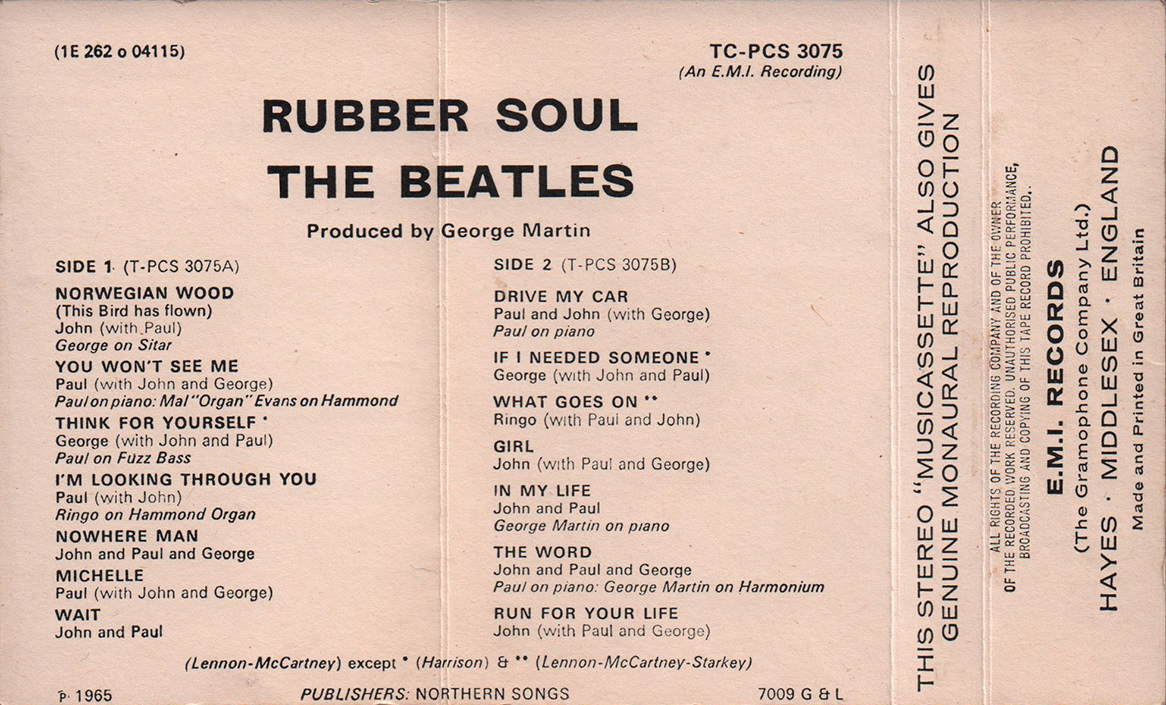 (1E 262 o 04115)
TC-PCS 3075
(An E.M.I. Recording)
RUBBER SOUL
THE BEATLES
Produced by George Martin
SIDE 1 (T-PCS 3075A)
NORWEGIAN WOOD
(This Bird has flown)
John (with Paul)
George on Sitar
YOU WON'T SEE ME
Paul (with John and George)
Paul on piano: Mal "Organ" Evans on Hammond
THINK FOR YOURSELF *
George (with John and Paul)
Paul on Fuzz Bass
I'M LOOKING THROUGH YOU
Paul (with John)
Ringo on Hammond Organ
NOWHERE MAN
John and Paul and George
MICHELLE
Paul (with John and George)
WAIT
John and Paul
SIDE 2 (T-PCS 3075B)
DRIVE MY CAR
Paul and John (with George)
Paul on piano
IF I NEEDED SOMEONE *
George (with John and Paul)
WHAT GOES ON **
Ringo (with Paul and John)
GIRL
John (with Paul and George)
IN MY LIFE
John and Paul
George Martin on piano
THE WORD
John and Paul and George
Paul on piano: George Martin on Harmonium
RUN FOR YOUR LIFE
John (with Paul and George)
(Lennon-McCartney) except * (Harrison) & ** (Lennon-McCartney-Starkey)
℗ 1965
PUBLISHERS: NORTHERN SONGS
7009 G & L
THIS STEREO "MUSICASSETTE" ALSO GIVES
GENUINE MONAURAL REPRODUCTION
ALL RIGHTS OF THE RECORDING COMPANY AND OF THE OWNER
OF THE RECORDED WORK RESERVED. UNAUTHORISED PUBLIC PERFORMANCE,
BROADCASTING AND COPYING OF THIS TAPE RECORD PROHIBITED.
E.M.I. RECORDS
(The Gramophone Company Ltd.)
HAYES · MIDDLESEX · ENGLAND
Made and Printed in Great Britain